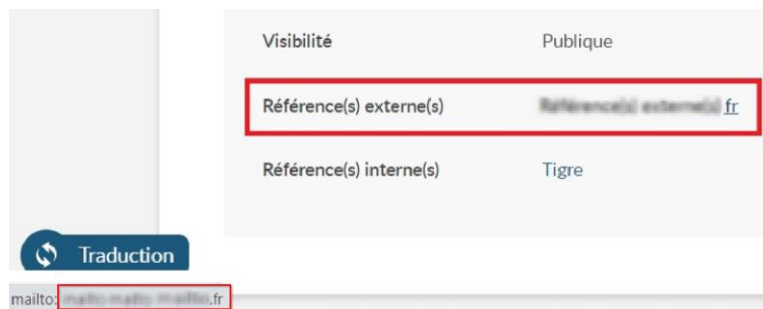 Visibilité Publique
Référence(s) externe(s) fr
Référence(s) interne(s) Tigre
Traduction
mailto: .fr